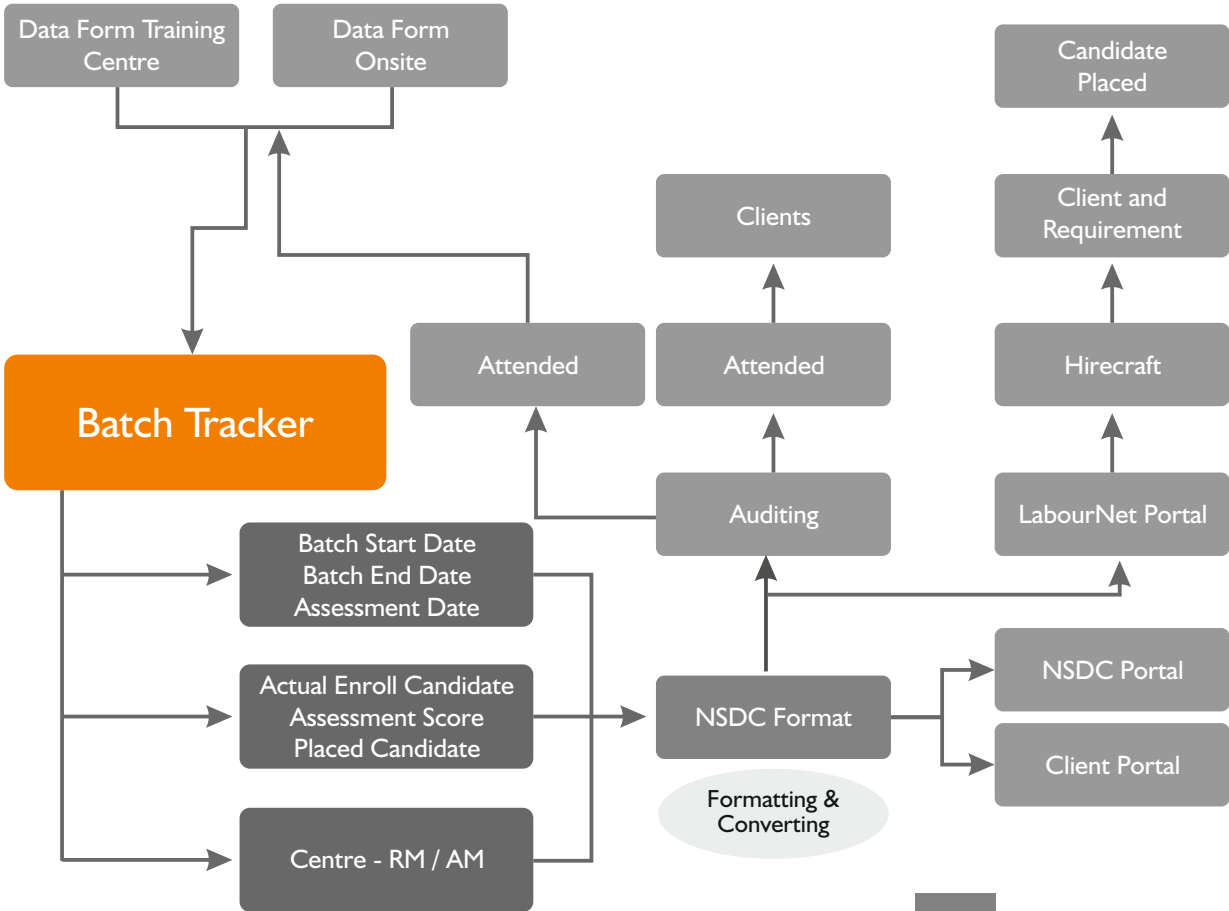 Data Form Training
Centre
Data Form
Onsite
Candidate
Placed
Clients
Client and
Requirement
Attended
Attended
Hirecraft
Batch Tracker
Auditing
LabourNet Portal
Batch Start Date
Batch End Date
Assessment Date
Actual Enroll Candidate
Assessment Score
Placed Candidate
NSDC Format
NSDC Portal
Client Portal
Formatting &
Converting
Centre - RM / AM